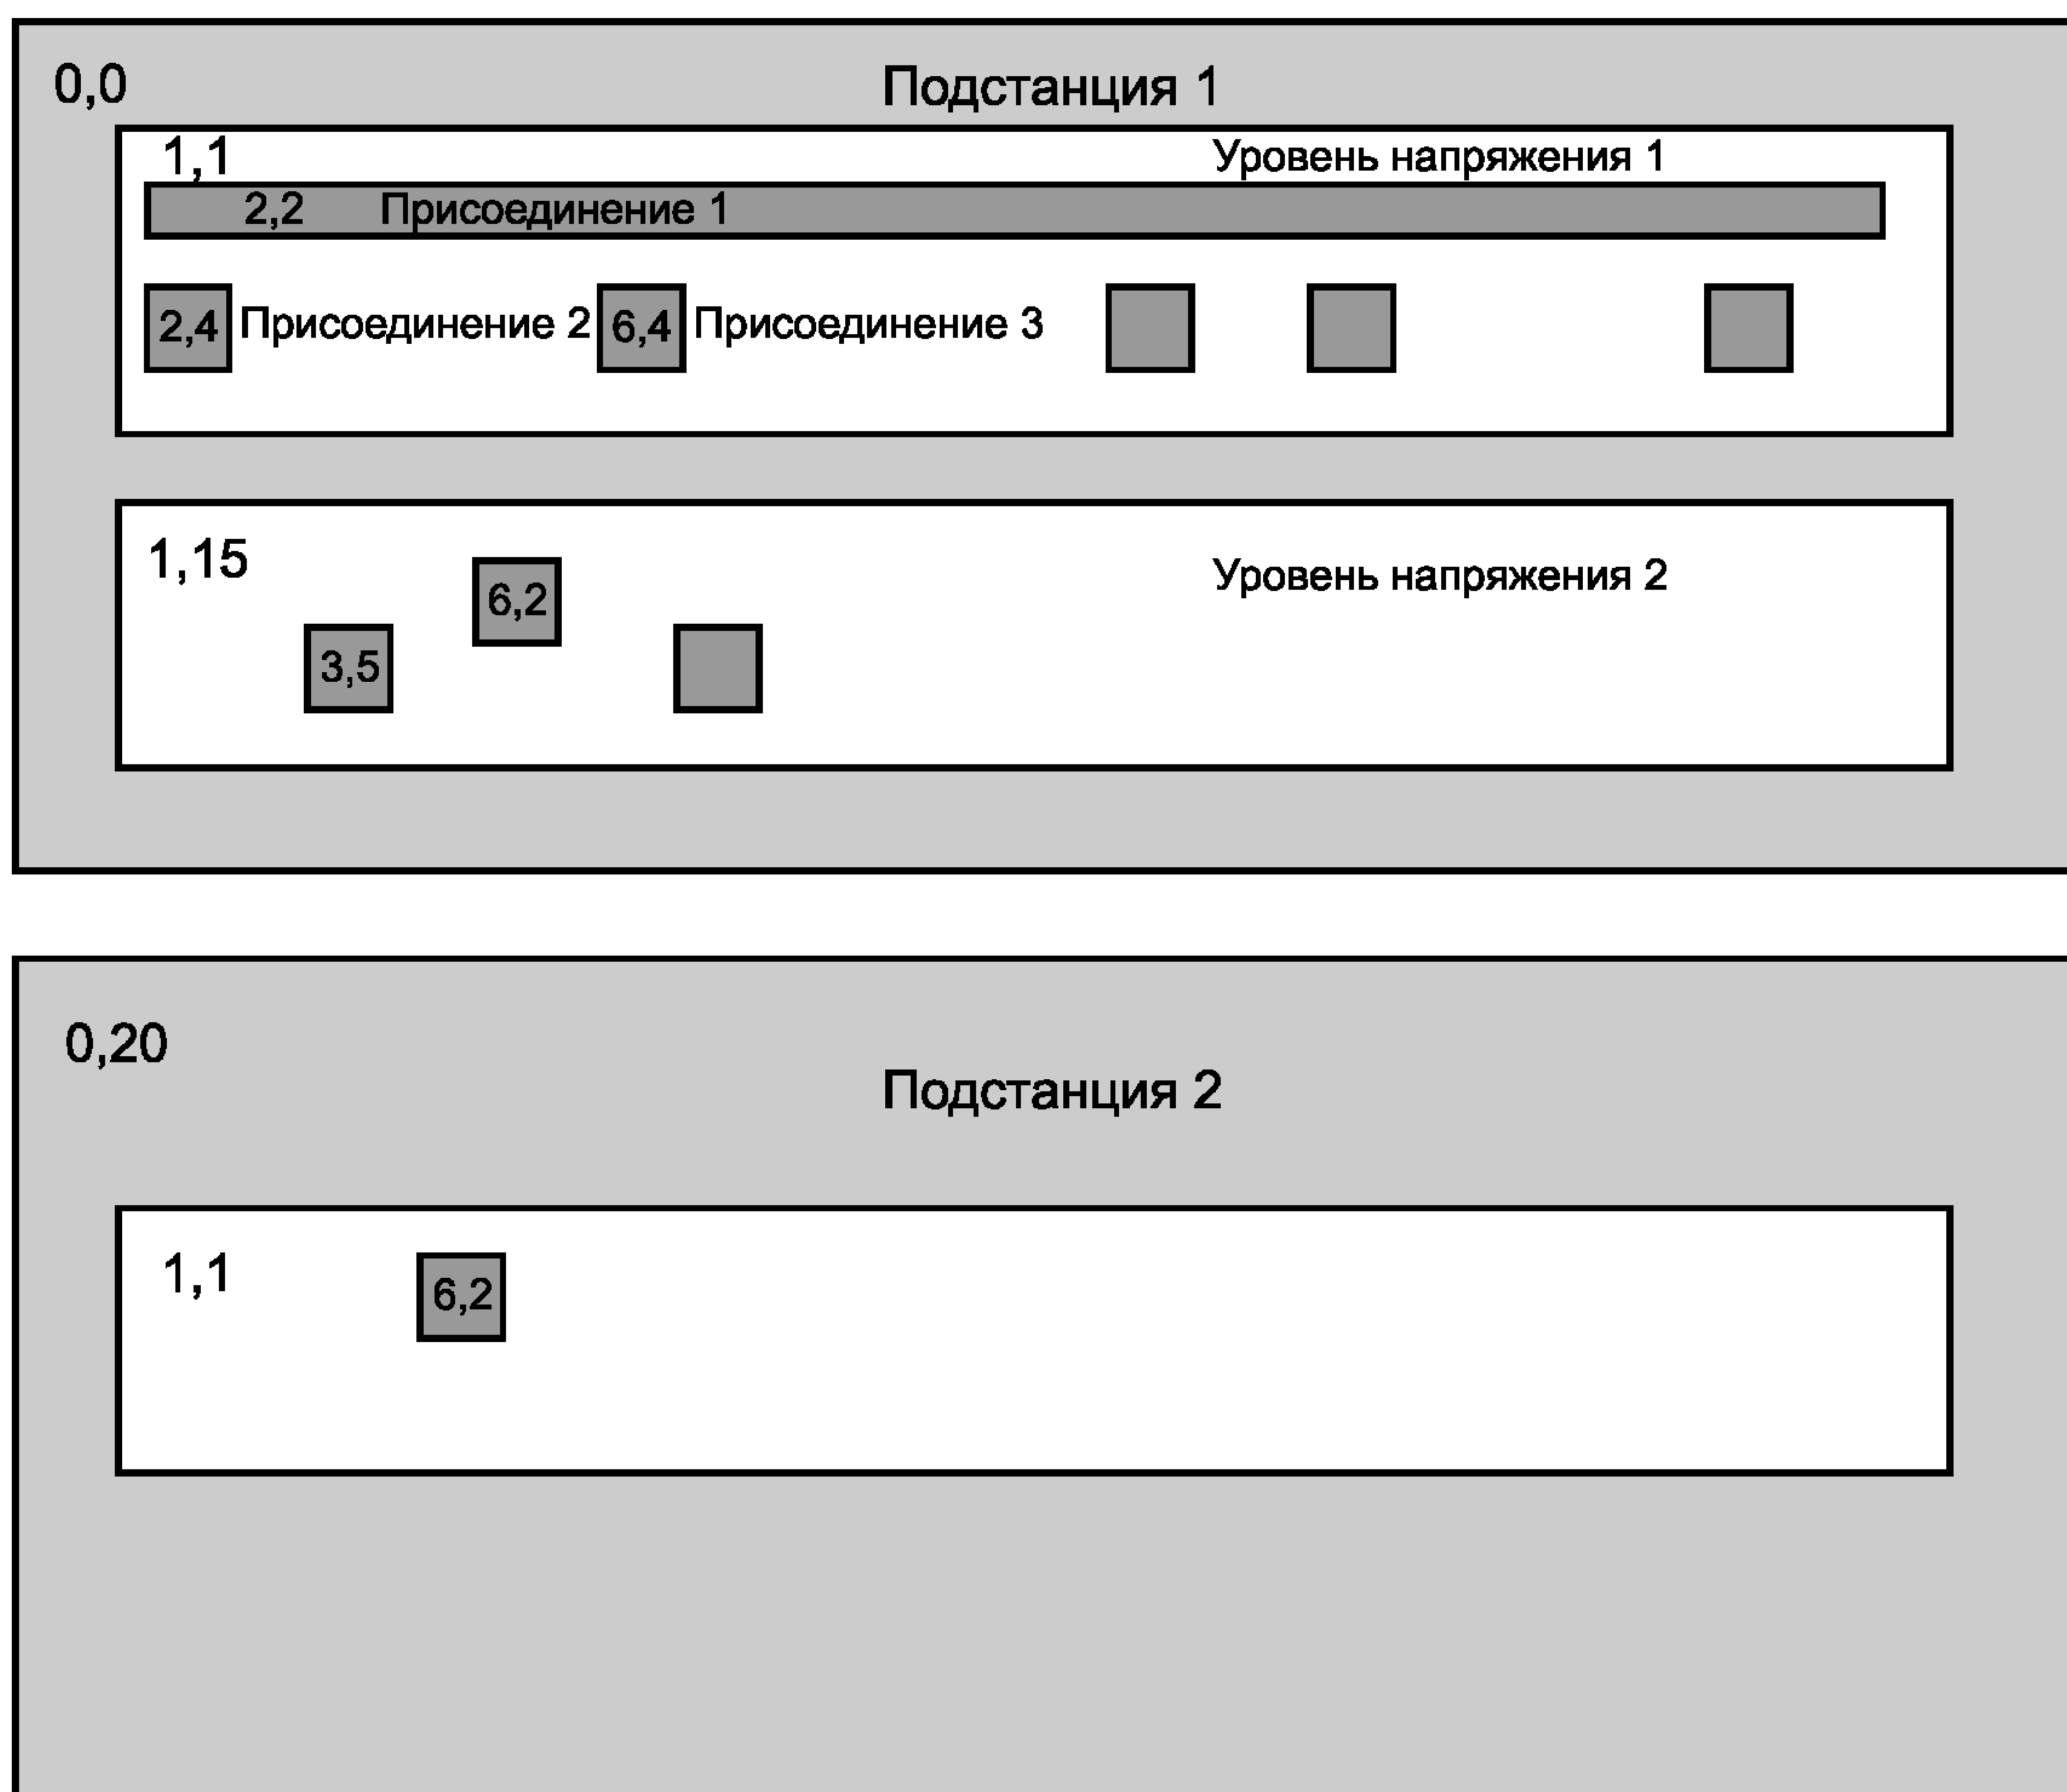 0,0 Подстанция 1
1,1 Уровень напряжения 1
2,2 Присоединение 1
2,4 Присоединение 2 6,4 Присоединение 3
1,15 Уровень напряжения 2
6,2
3,5
0,20
Подстанция 2
1,1 6,2